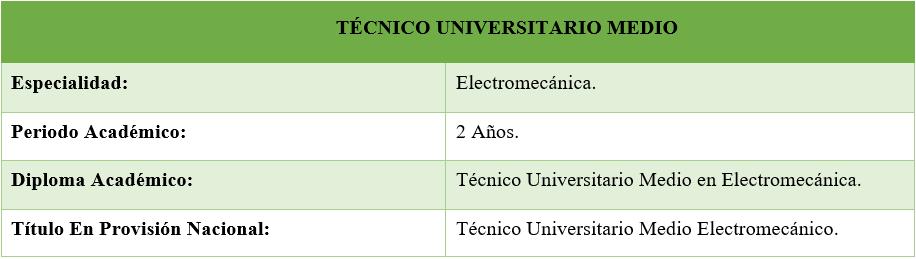 TÉCNICO UNIVERSITARIO MEDIO
Especialidad: Electromecánica.
Periodo Académico: 2 Años.
Diploma Académico: Técnico Universitario Medio en Electromecánica.
Título En Provisión Nacional: Técnico Universitario Medio Electromecánico.